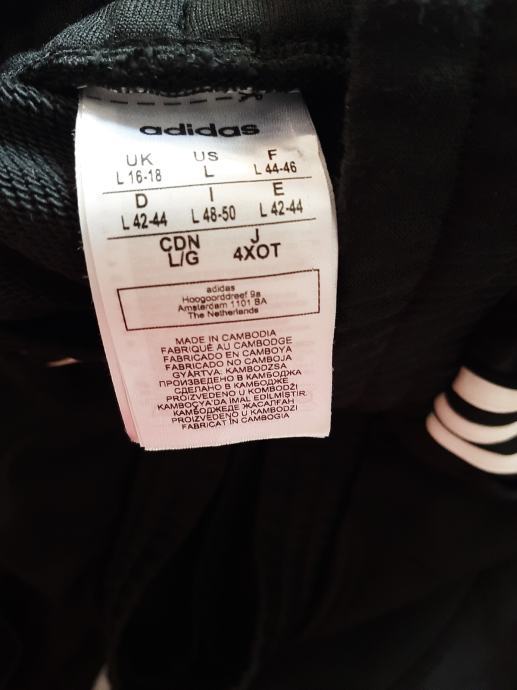 adidas
UK US F
L 16-18 L L 44-46
D I E
L 42-44 L 48-50 L 42-44
CDN J
L/G 4XOT
adidas
Hoogoorddreef 9a
Amsterdam 1101 BA
The Netherlands
MADE IN CAMBODIA
FABRIQUÉ AU CAMBODGE
FABRICADO EN CAMBOYA
FABRICADO NO CAMBOJA
GYÁRTVA: KAMBODZSA
ПРОИЗВЕДЕНО В КАМБОДЖА
СДЕЛАНО В КАМБОДЖЕ
PROIZVEDENO U KOMBODŽI
KAMBOÇYA'DA İMAL EDİLMİŞTİR.
КАМБОДЖЕДЕ ЖАСАЛҒАН
PROIZVEDENO U KAMBODZI
FABRICAT ÎN CAMBOGIA